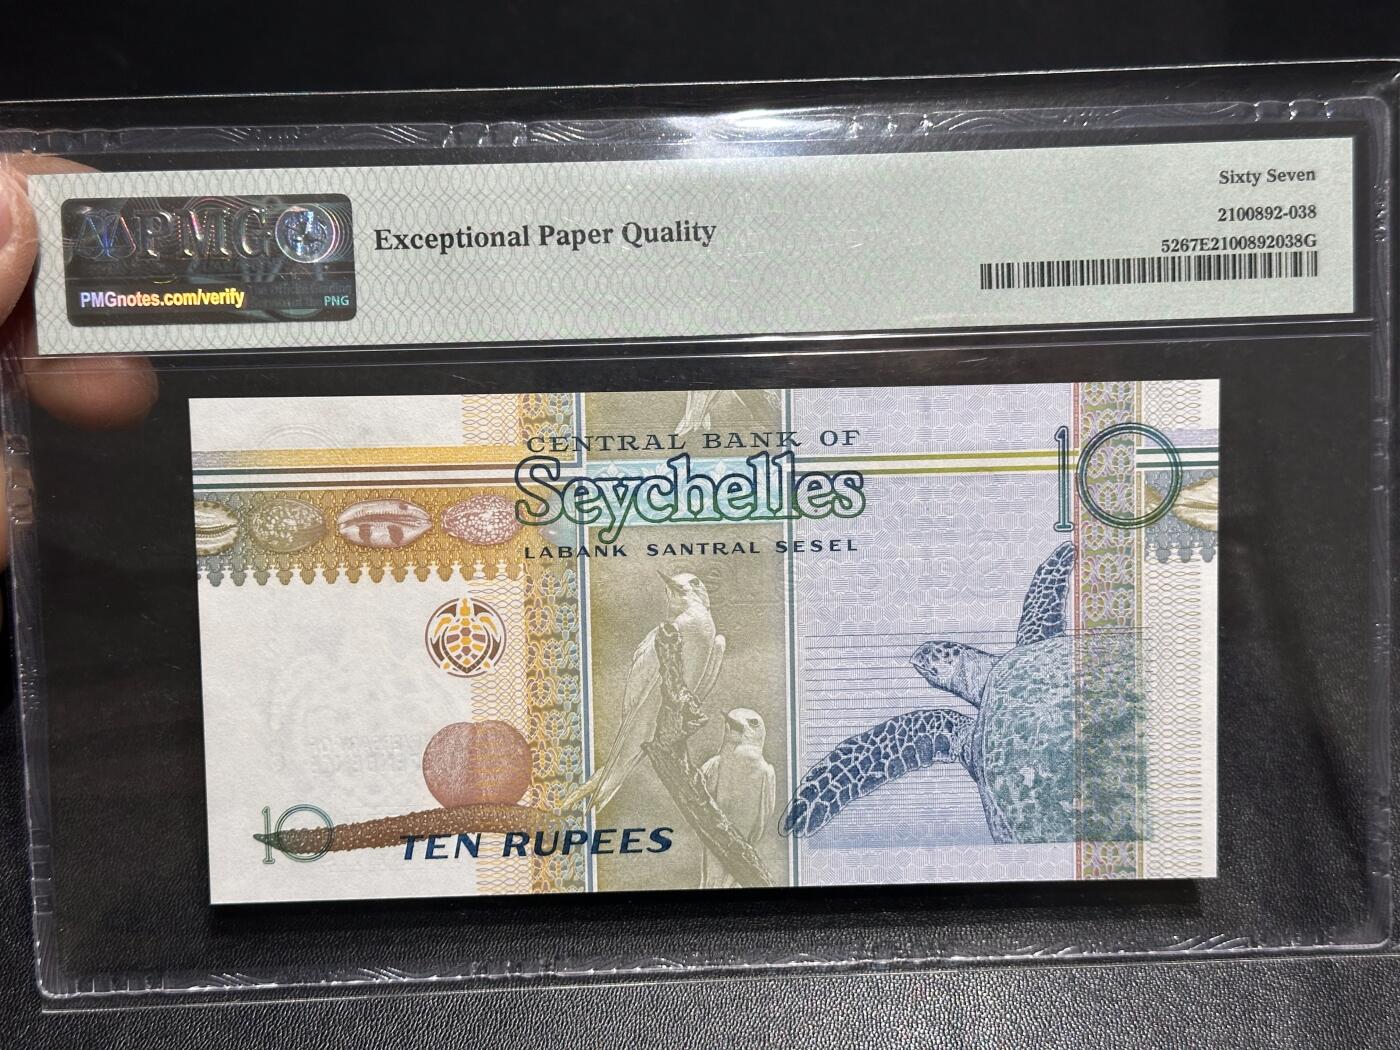 PMG
PMGnotes.com/verify
PNG
Exceptional Paper Quality
Sixty Seven
2100892-038
5267E2100892038G
CENTRAL BANK OF
Seychelles
LABANK SANTRAL SESEL
10
10
TEN RUPEES